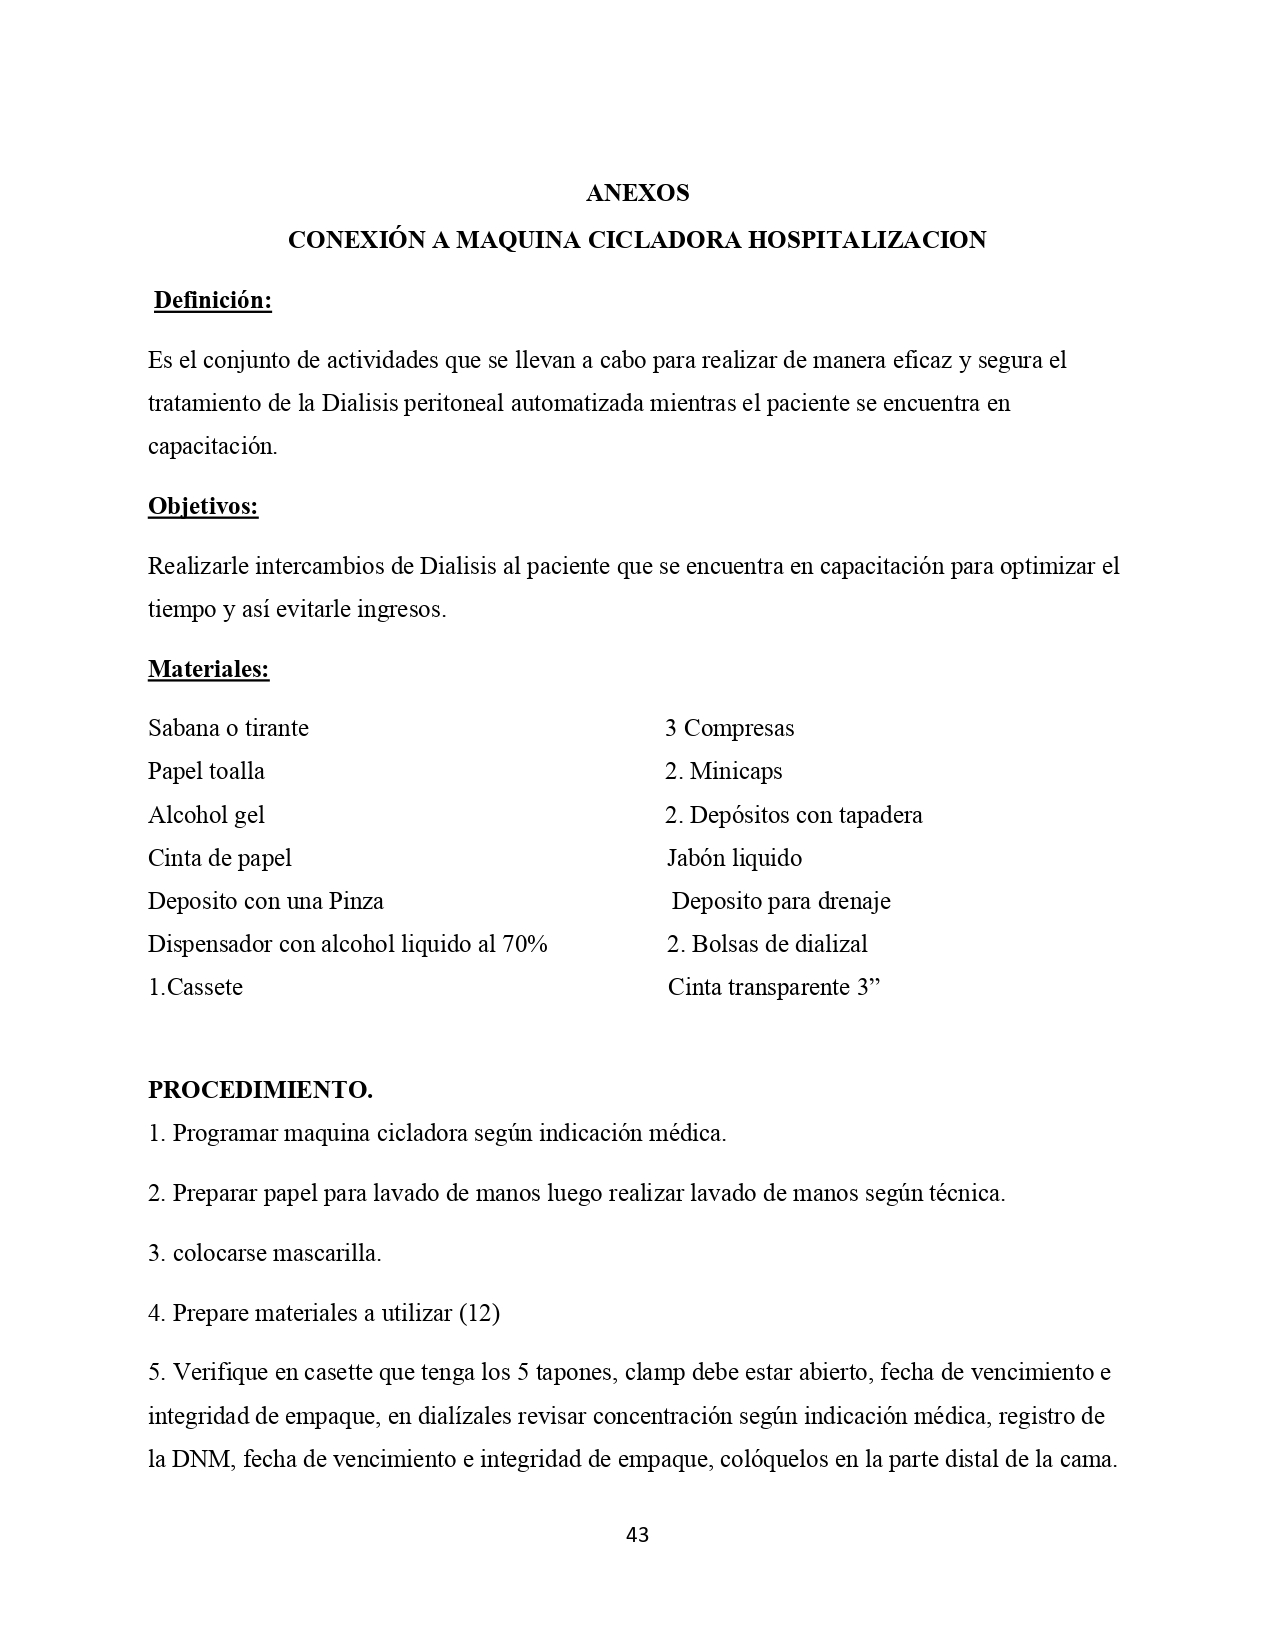 ANEXOS
CONEXIÓN A MAQUINA CICLADORA HOSPITALIZACION
Definición:
Es el conjunto de actividades que se llevan a cabo para realizar de manera eficaz y segura el
tratamiento de la Dialisis peritoneal automatizada mientras el paciente se encuentra en
capacitación.
Objetivos:
Realizarle intercambios de Dialisis al paciente que se encuentra en capacitación para optimizar el
tiempo y así evitarle ingresos.
Materiales:
Sabana o tirante 3 Compresas
Papel toalla 2. Minicaps
Alcohol gel 2. Depósitos con tapadera
Cinta de papel Jabón liquido
Deposito con una Pinza Deposito para drenaje
Dispensador con alcohol liquido al 70% 2. Bolsas de dializal
1.Cassete Cinta transparente 3”
PROCEDIMIENTO.
1. Programar maquina cicladora según indicación médica.
2. Preparar papel para lavado de manos luego realizar lavado de manos según técnica.
3. colocarse mascarilla.
4. Prepare materiales a utilizar (12)
5. Verifique en casette que tenga los 5 tapones, clamp debe estar abierto, fecha de vencimiento e
integridad de empaque, en dialízales revisar concentración según indicación médica, registro de
la DNM, fecha de vencimiento e integridad de empaque, colóquelos en la parte distal de la cama.
43